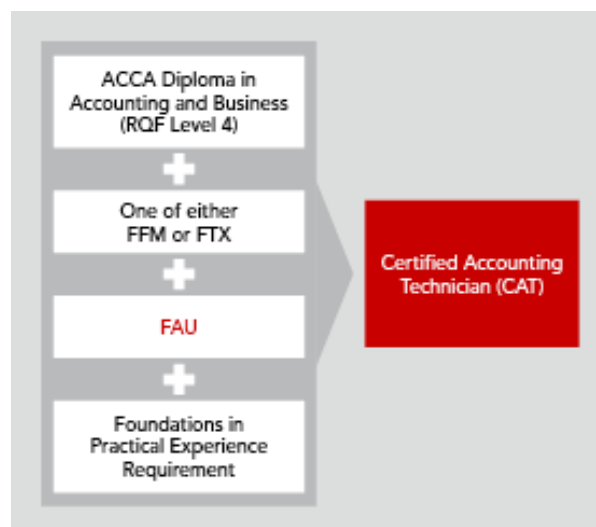 ACCA Diploma in
Accounting and Business
(RQF Level 4)
One of either
FFM or FTX
FAU
Foundations in
Practical Experience
Requirement
Certified Accounting
Technician (CAT)